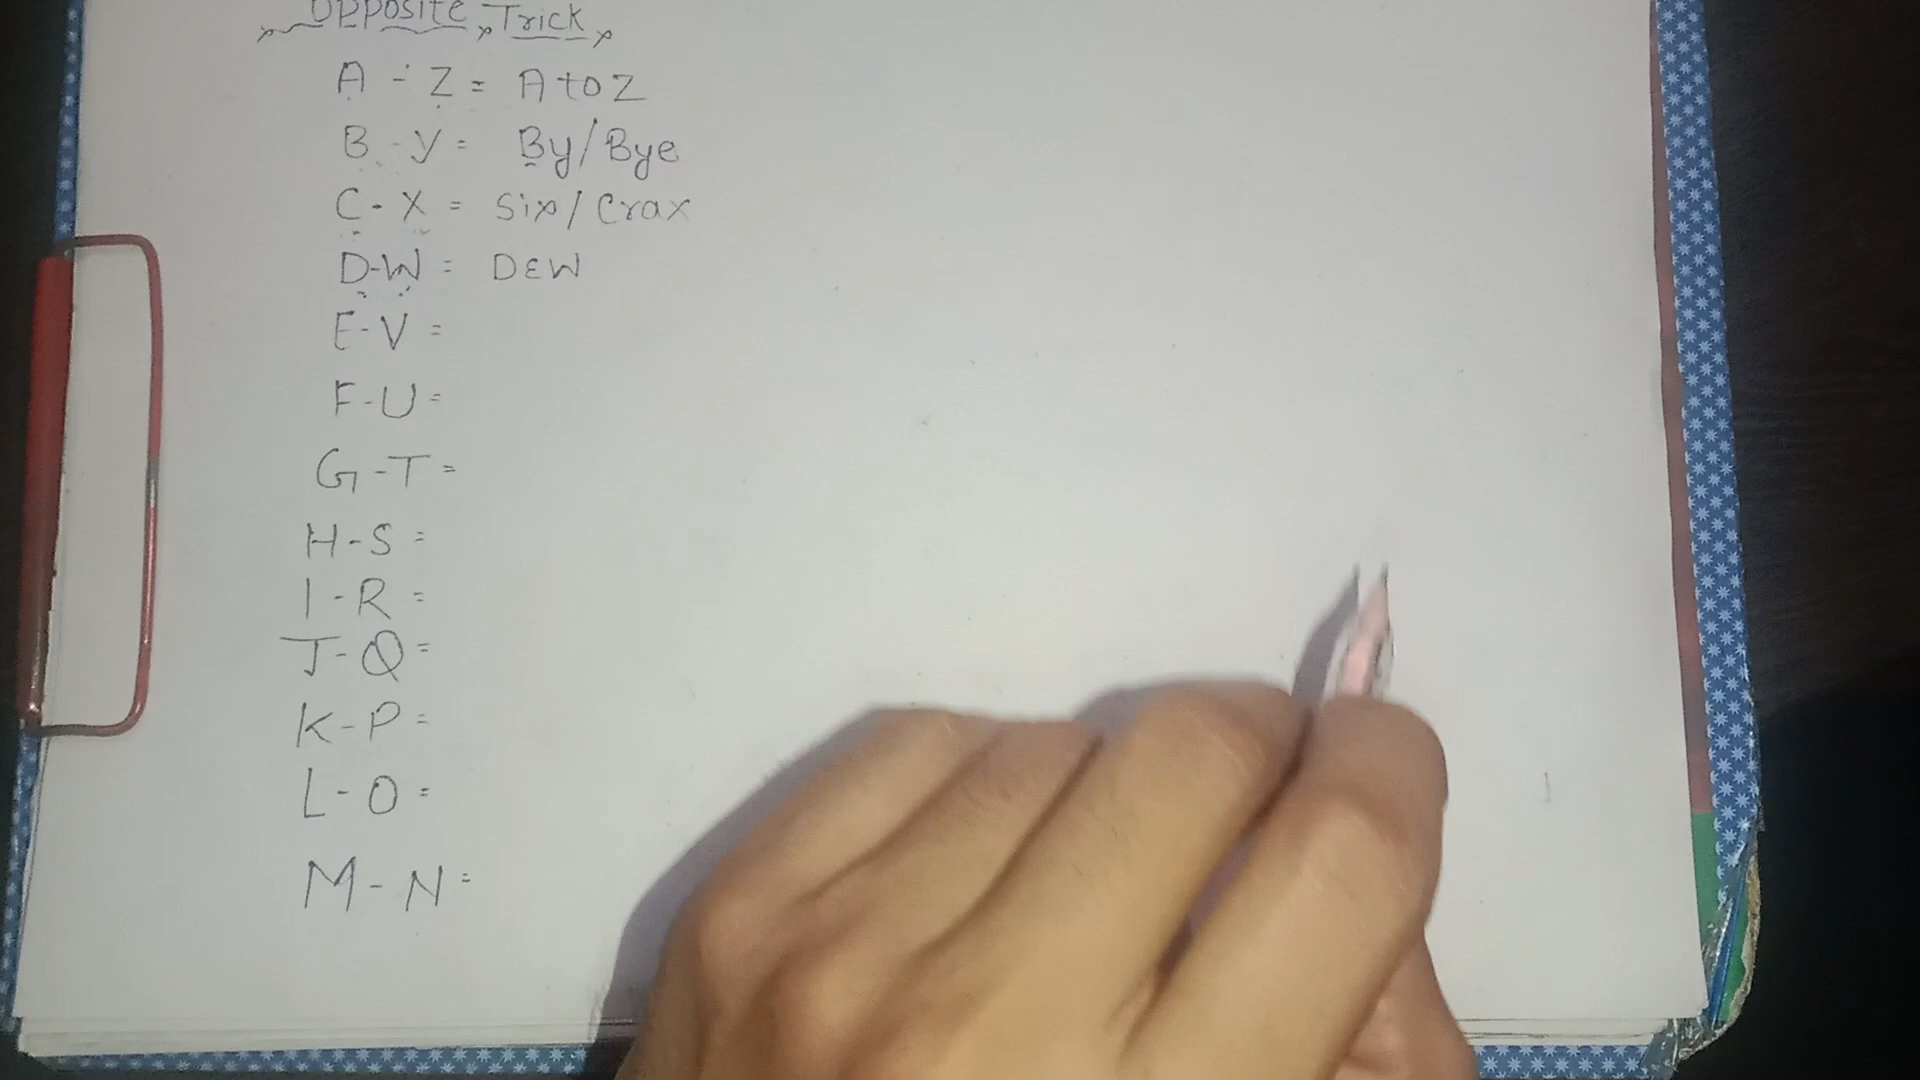 Opposite Trick
A - Z = A to Z
B - y = By/Bye
C - X = Six/Crax
D-W = DEW
E-V =
F-U =
G-T =
H-S =
I-R =
J-Q =
K-P =
L-O =
M-N =